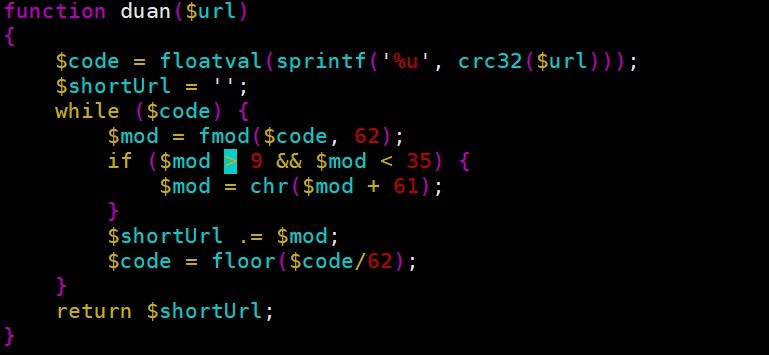 function duan($url)
{
    $code = floatval(sprintf('%u', crc32($url)));
    $shortUrl = '';
    while ($code) {
        $mod = fmod($code, 62);
        if ($mod > 9 && $mod < 35) {
            $mod = chr($mod + 61);
        }
        $shortUrl .= $mod;
        $code = floor($code/62);
    }
    return $shortUrl;
}